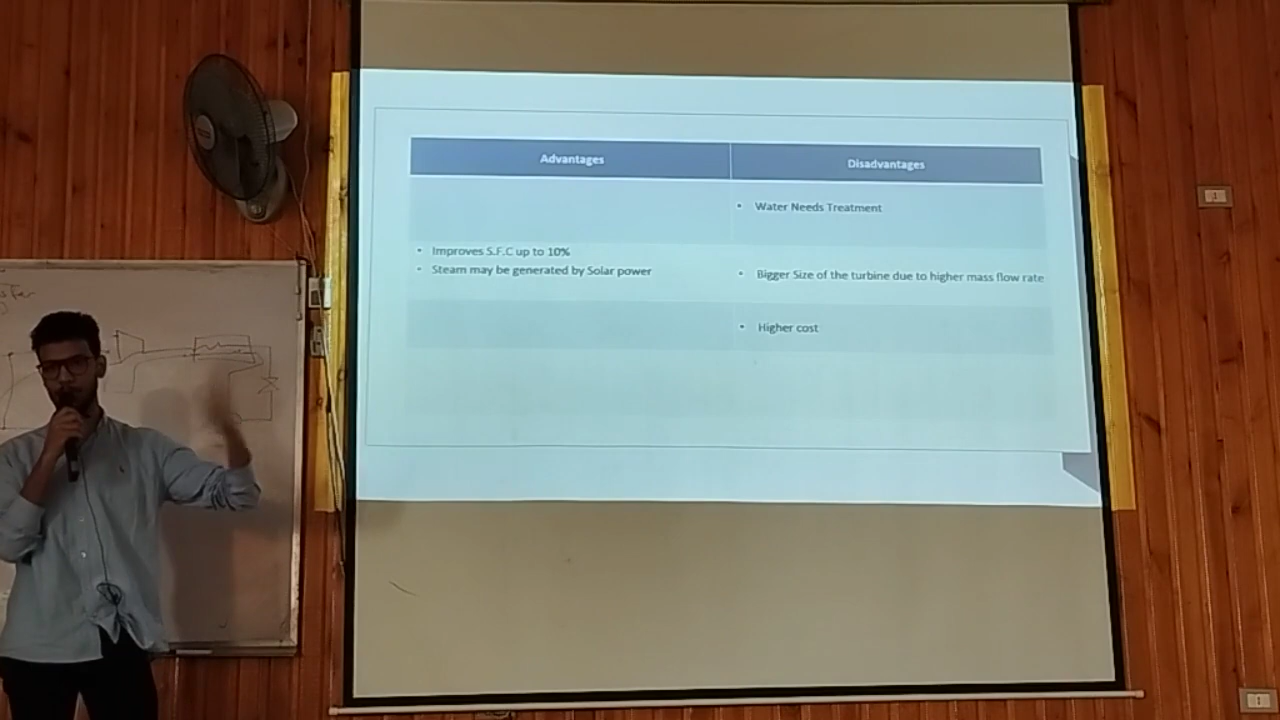 Advantages
Disadvantages
• Water Needs Treatment
• Improves S.F.C up to 10%
• Steam may be generated by Solar power
• Bigger Size of the turbine due to higher mass flow rate
• Higher cost